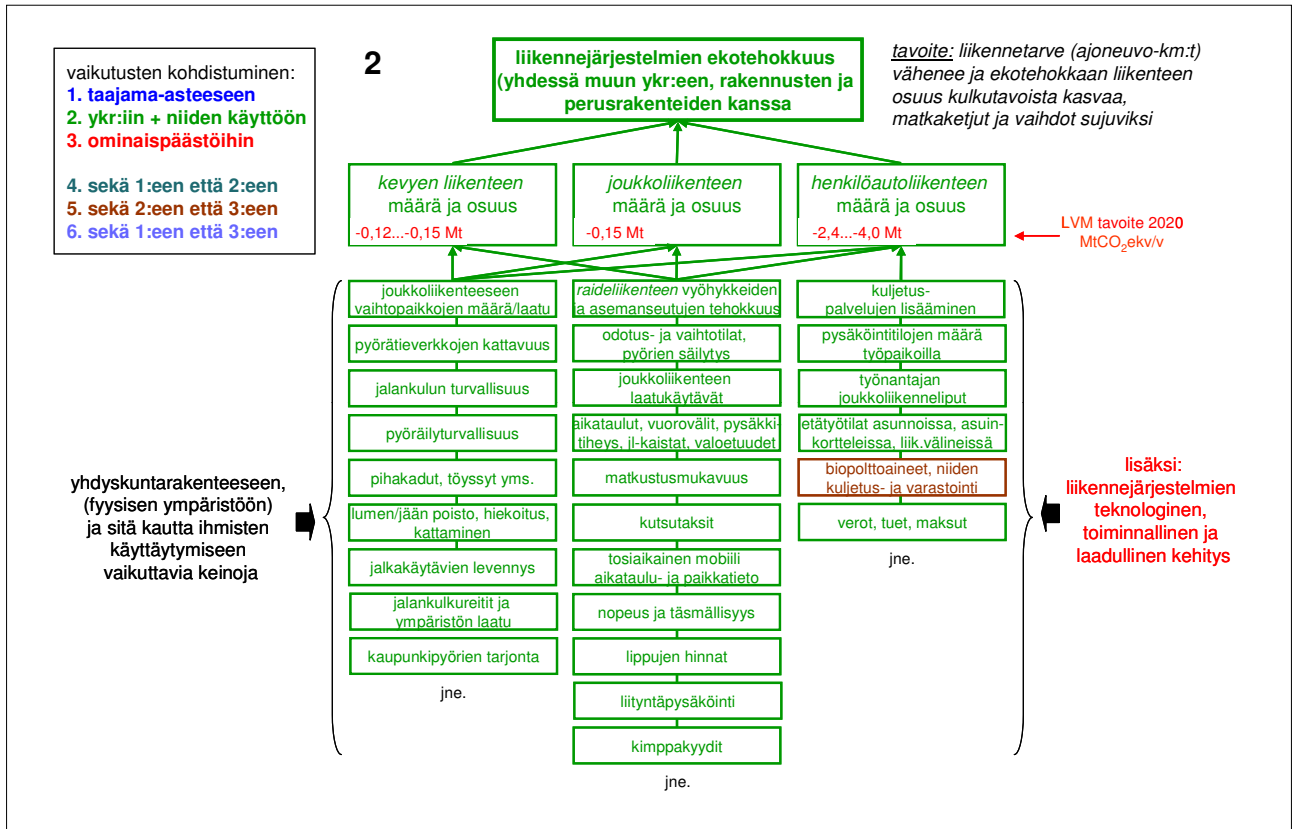 vaikutusten kohdistuminen:
1. taajama-asteeseen
2. ykr:iin + niiden käyttöön
3. ominaispäästöihin
4. sekä 1:een että 2:een
5. sekä 2:een että 3:een
6. sekä 1:een että 3:een
2
liikennejärjestelmien ekotehokkuus
(yhdessä muun ykr:een, rakennusten ja
perusrakenteiden kanssa
tavoite: liikennetarve (ajoneuvo-km:t)
vähenee ja ekotehokkaan liikenteen
osuus kulkutavoista kasvaa,
matkaketjut ja vaihdot sujuviksi
kevyen liikenteen
määrä ja osuus
-0,12...-0,15 Mt
joukkoliikenteen
määrä ja osuus
-0,15 Mt
henkilöautoliikenteen
määrä ja osuus
-2,4...-4,0 Mt
LVM tavoite 2020
MtCO2ekv/v
yhdyskuntarakenteeseen,
(fyysisen ympäristöön)
ja sitä kautta ihmisten
käyttäytymiseen
vaikuttavia keinoja
joukkoliikenteeseen
vaihtopaikkojen määrä/laatu
pyörätieverkkojen kattavuus
jalankulun turvallisuus
pyöräilyturvallisuus
pihakadut, töyssyt yms.
lumen/jään poisto, hiekoitus,
kattaminen
jalkakäytävien levennys
jalankulkureitit ja
ympäristön laatu
kaupunkipyörien tarjonta
jne.
raideliikenteen vyöhykkeiden
ja asemanseutujen tehokkuus
odotus- ja vaihtotilat,
pyörien säilytys
joukkoliikenteen
laatukäytävät
aikataulut, vuorovälit, pysäkki-
tiheys, jl-kaistat, valoetuudet
matkustusmukavuus
kutsutaksit
tosiaikainen mobiili
aikataulu- ja paikkatieto
nopeus ja täsmällisyys
lippujen hinnat
liityntäpysäköinti
kimppakyydit
jne.
kuljetus-
palvelujen lisääminen
pysäköintitilojen määrä
työpaikoilla
työnantajan
joukkoliikenneliput
etätyötilat asunnoissa, asuin-
kortteleissa, liik.välineissä
biopolttoaineet, niiden
kuljetus- ja varastointi
verot, tuet, maksut
jne.
lisäksi:
liikennejärjestelmien
teknologinen,
toiminnallinen ja
laadullinen kehitys